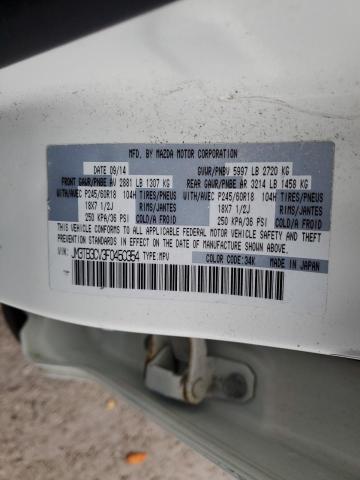 MFD. BY MAZDA MOTOR CORPORATION
DATE 09/14 GVWR/PNBV 5997 LB 2720 KG
FRONT GAWR/PNBE AV 2881 LB 1307 KG REAR GAWR/PNBE AR 3214 LB 1458 KG
WITH/AVEC P245/60R18 104H TIRES/PNEUS WITH/AVEC P245/60R18 104H TIRES/PNEUS
18X7 1/2J RIMS/JANTES 18X7 1/2J RIMS/JANTES
250 KPA/36 PSI COLD/A FROID 250 KPA/36 PSI COLD/A FROID
THIS VEHICLE CONFORMS TO ALL APPLICABLE FEDERAL MOTOR VEHICLE SAFETY
STANDARDS IN EFFECT ON THE DATE OF MANUFACTURE SHOWN ABOVE.
VIN: JM3TB3CV3F0450354 TYPE:MPV COLOR CODE:34K MADE IN JAPAN